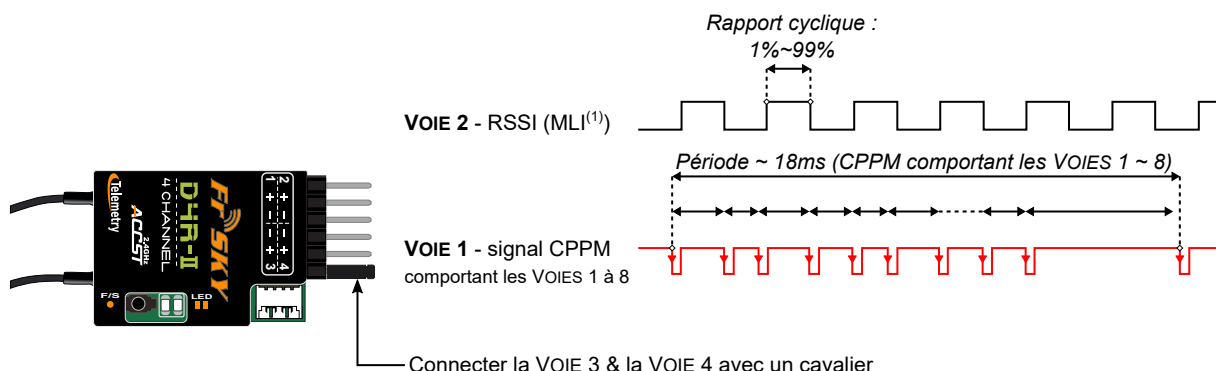 Rapport cyclique :
1%~99%
VOIE 2 - RSSI (MLI(1))
Période ~ 18ms (CPPM comportant les VOIES 1 ~ 8)
VOIE 1 - signal CPPM
comportant les VOIES 1 à 8
Connecter la VOIE 3 & la VOIE 4 avec un cavalier
Telemetry
ACCST
2.4GHz
4 CHANNEL
D4R-II
FrSKY
1 + − − + 3
2 + − − + 4
F/S
LED